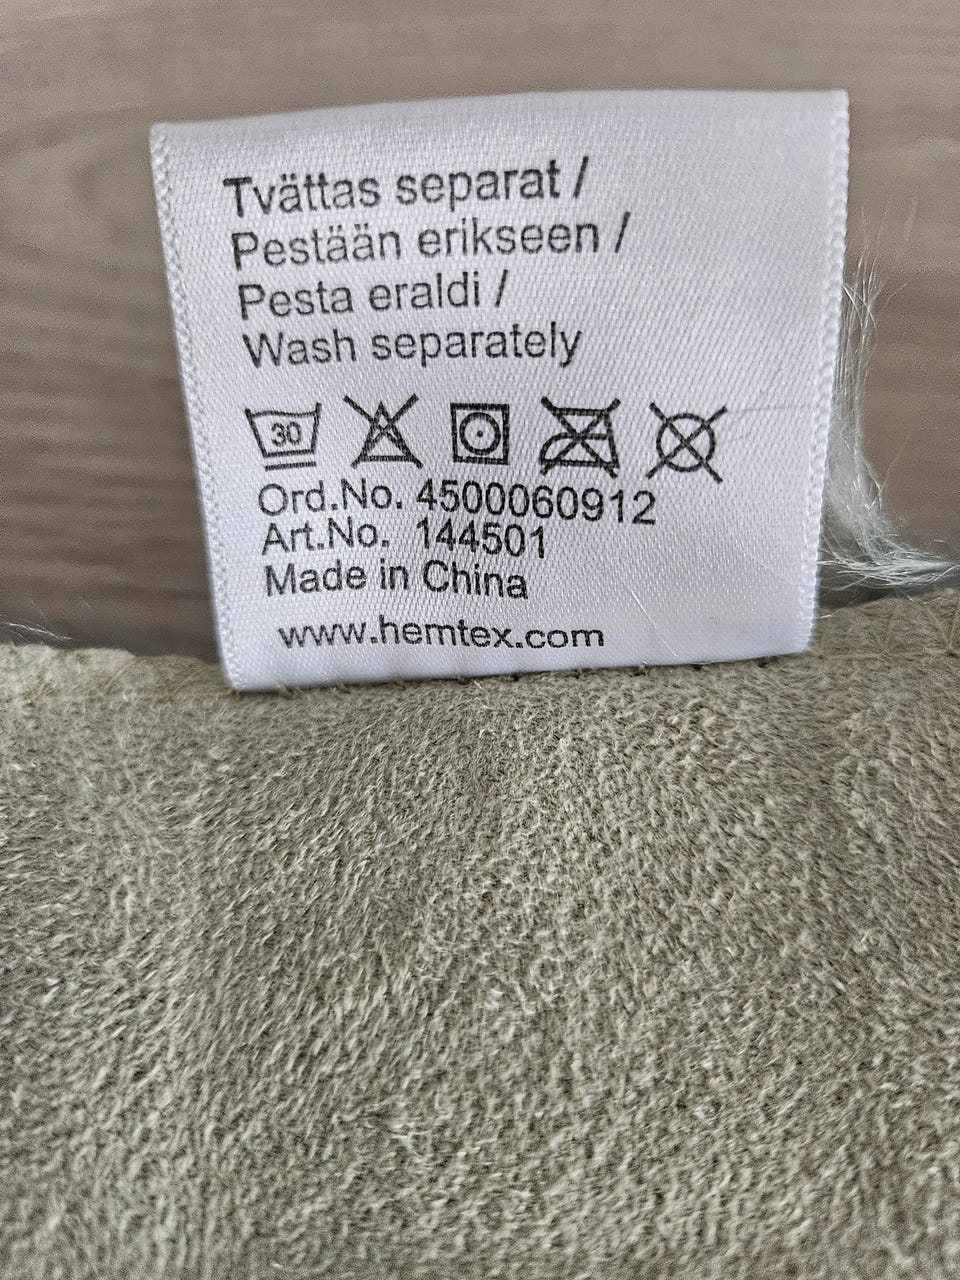 Tvättas separat /
Pestään erikseen /
Pesta eraldi /
Wash separately
30
Ord.No. 4500060912
Art.No. 144501
Made in China
www.hemtex.com